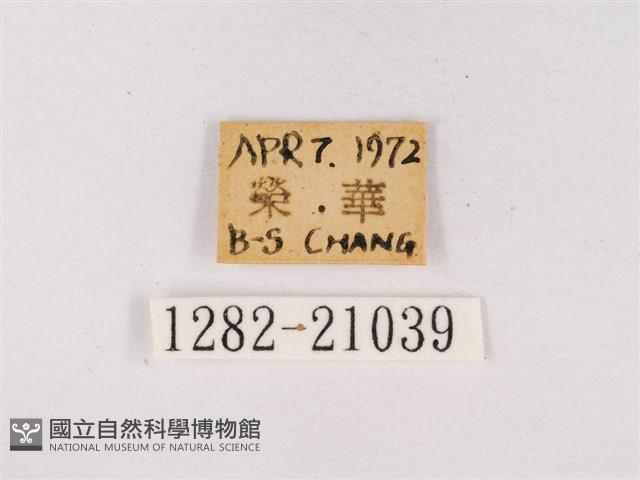 APR 7. 1972
榮 . 華
B-S CHANG
1282-21039
國立自然科學博物館
NATIONAL MUSEUM OF NATURAL SCIENCE